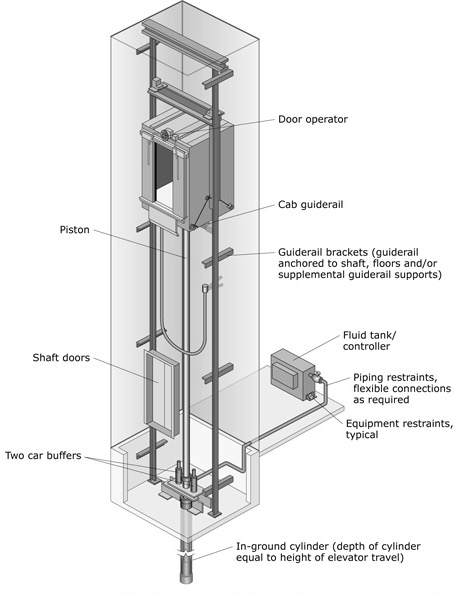 Door operator
Cab guiderail
Piston
Guiderail brackets (guiderail
anchored to shaft, floors and/or
supplemental guiderail supports)
Fluid tank/
controller
Shaft doors
Piping restraints,
flexible connections
as required
Equipment restraints,
typical
Two car buffers
In-ground cylinder (depth of cylinder
equal to height of elevator travel)